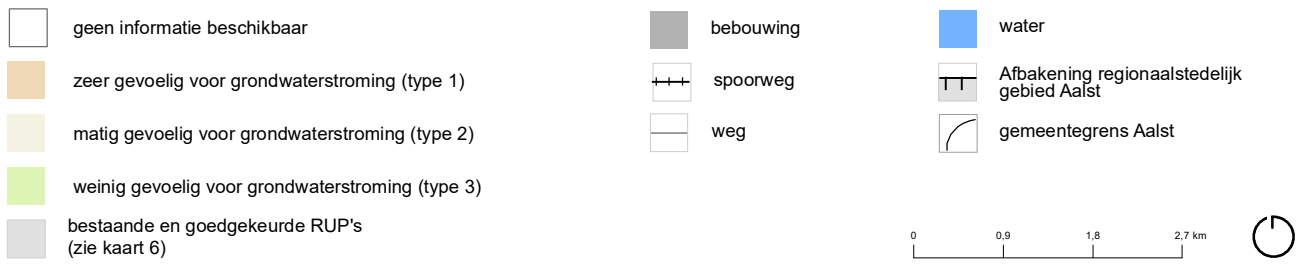 geen informatie beschikbaar
zeer gevoelig voor grondwaterstroming (type 1)
matig gevoelig voor grondwaterstroming (type 2)
weinig gevoelig voor grondwaterstroming (type 3)
bestaande en goedgekeurde RUP's
(zie kaart 6)
bebouwing
spoorweg
weg
water
Afbakening regionaalstedelijk
gebied Aalst
gemeentegrens Aalst
0 0,9 1,8 2,7 km